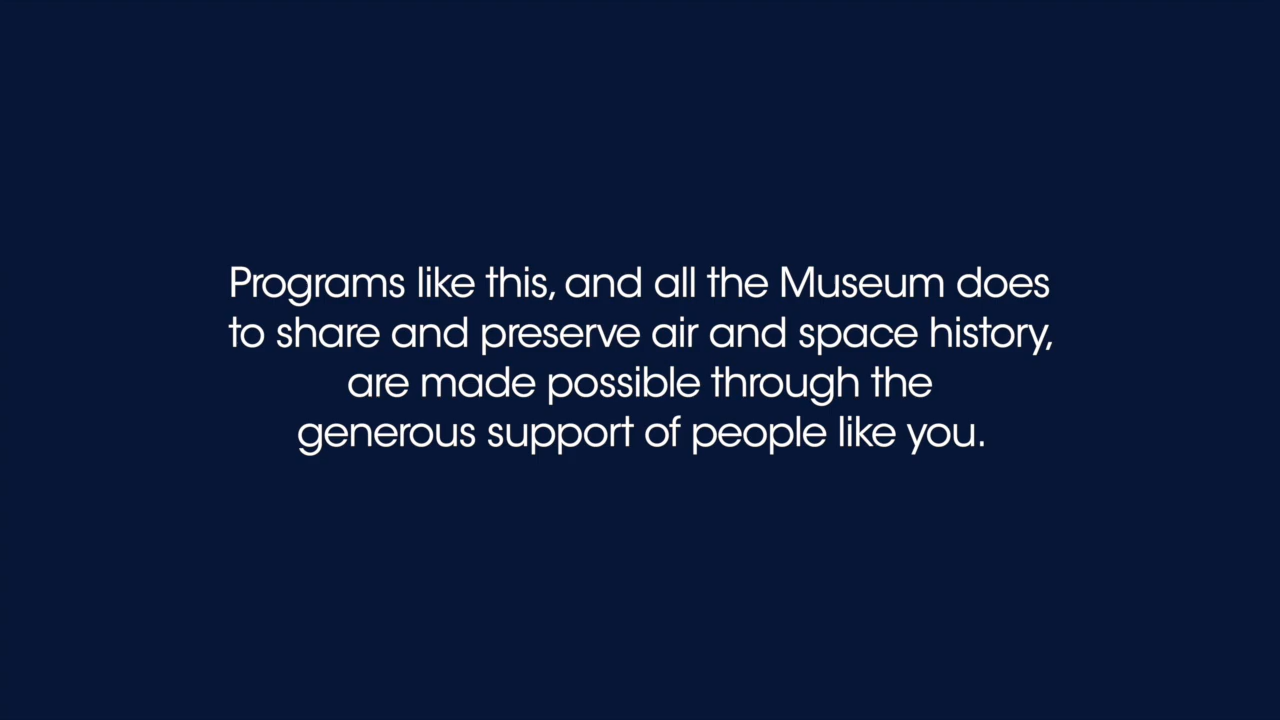 Programs like this, and all the Museum does
to share and preserve air and space history,
are made possible through the
generous support of people like you.